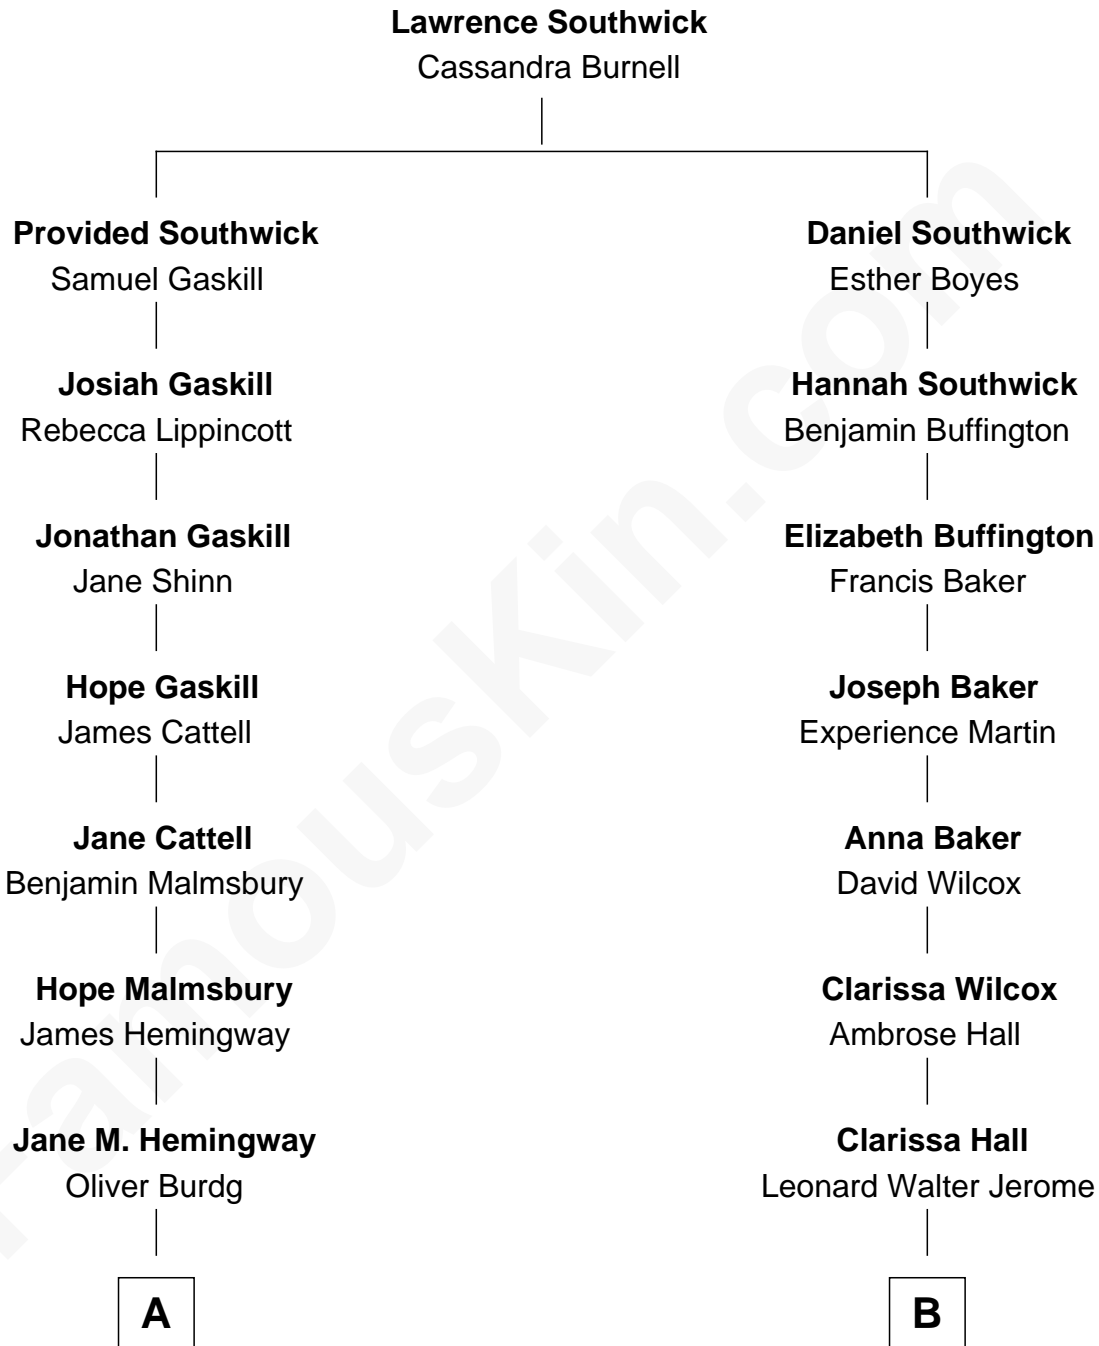 Lawrence Southwick
Cassandra Burnell
Provided Southwick
Samuel Gaskill
Daniel Southwick
Esther Boyes
Josiah Gaskill
Rebecca Lippincott
Hannah Southwick
Benjamin Buffington
Jonathan Gaskill
Jane Shinn
Elizabeth Buffington
Francis Baker
Hope Gaskill
James Cattell
Joseph Baker
Experience Martin
Jane Cattell
Benjamin Malmsbury
Anna Baker
David Wilcox
Hope Malmsbury
James Hemingway
Clarissa Wilcox
Ambrose Hall
Jane M. Hemingway
Oliver Burdg
Clarissa Hall
Leonard Walter Jerome
A
B
FamousKin.com